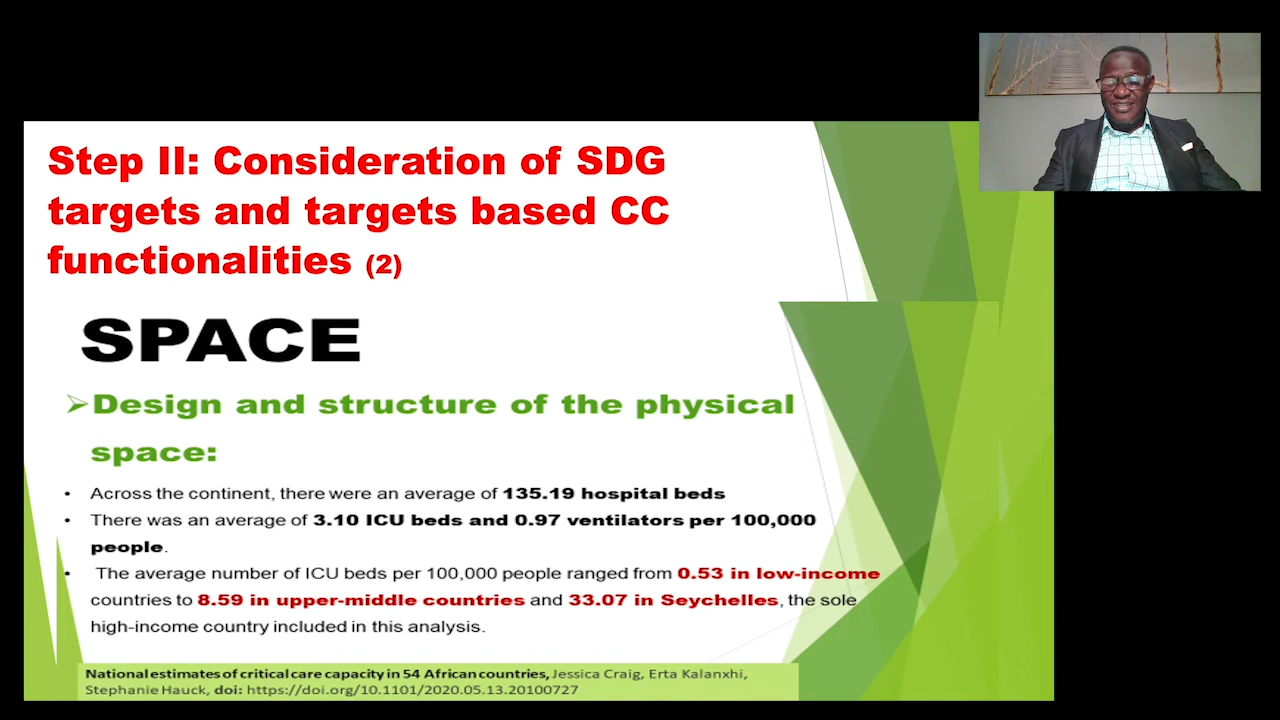 Step II: Consideration of SDG
targets and targets based CC
functionalities (2)
SPACE
➢Design and structure of the physical
space:
• Across the continent, there were an average of 135.19 hospital beds
• There was an average of 3.10 ICU beds and 0.97 ventilators per 100,000
people.
• The average number of ICU beds per 100,000 people ranged from 0.53 in low-income
countries to 8.59 in upper-middle countries and 33.07 in Seychelles, the sole
high-income country included in this analysis.
National estimates of critical care capacity in 54 African countries, Jessica Craig, Erta Kalanxhi,
Stephanie Hauck, doi: https://doi.org/10.1101/2020.05.13.20100727